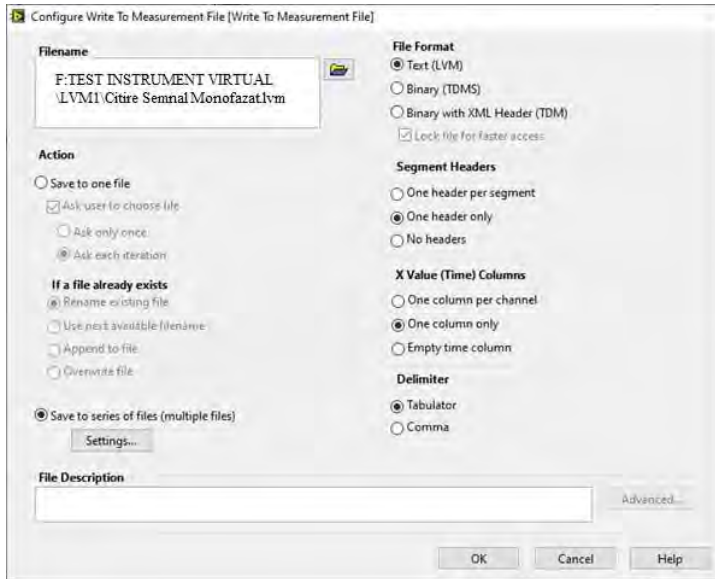 Configure Write To Measurement File [Write To Measurement File]
Filename
F:TEST INSTRUMENT VIRTUAL
\LVM1\Citire Semnal Monofazat.lvm
Action
Save to one file
Ask user to choose file
Ask only once
Ask each iteration
If a file already exists
Rename existing file
Use next available filename
Append to file
Overwrite file
Save to series of files (multiple files)
Settings...
File Format
Text (LVM)
Binary (TDMS)
Binary with XML Header (TDM)
Lock file for faster access
Segment Headers
One header per segment
One header only
No headers
X Value (Time) Columns
One column per channel
One column only
Empty time column
Delimiter
Tabulator
Comma
File Description
Advanced...
OK
Cancel
Help